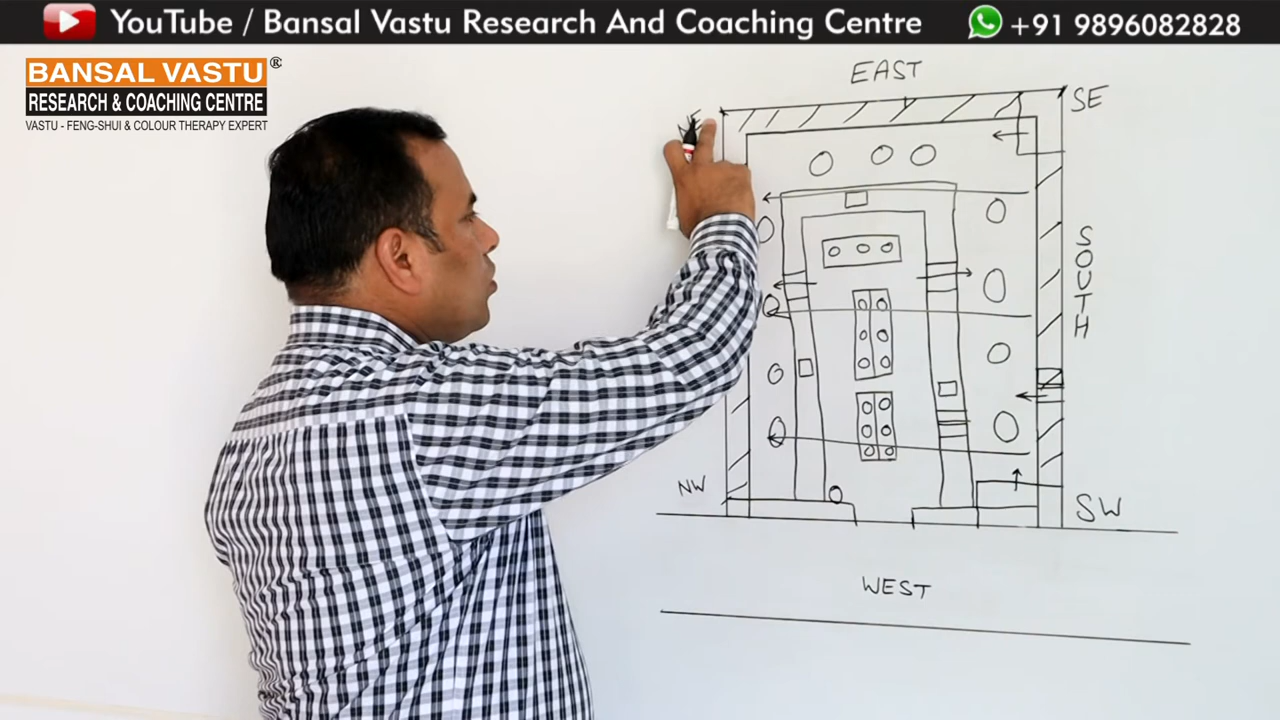 YouTube / Bansal Vastu Research And Coaching Centre
+91 9896082828
BANSAL VASTU®
RESEARCH & COACHING CENTRE
VASTU - FENG-SHUI & COLOUR THERAPY EXPERT
EAST
SE
SOUTH
NW
SW
WEST